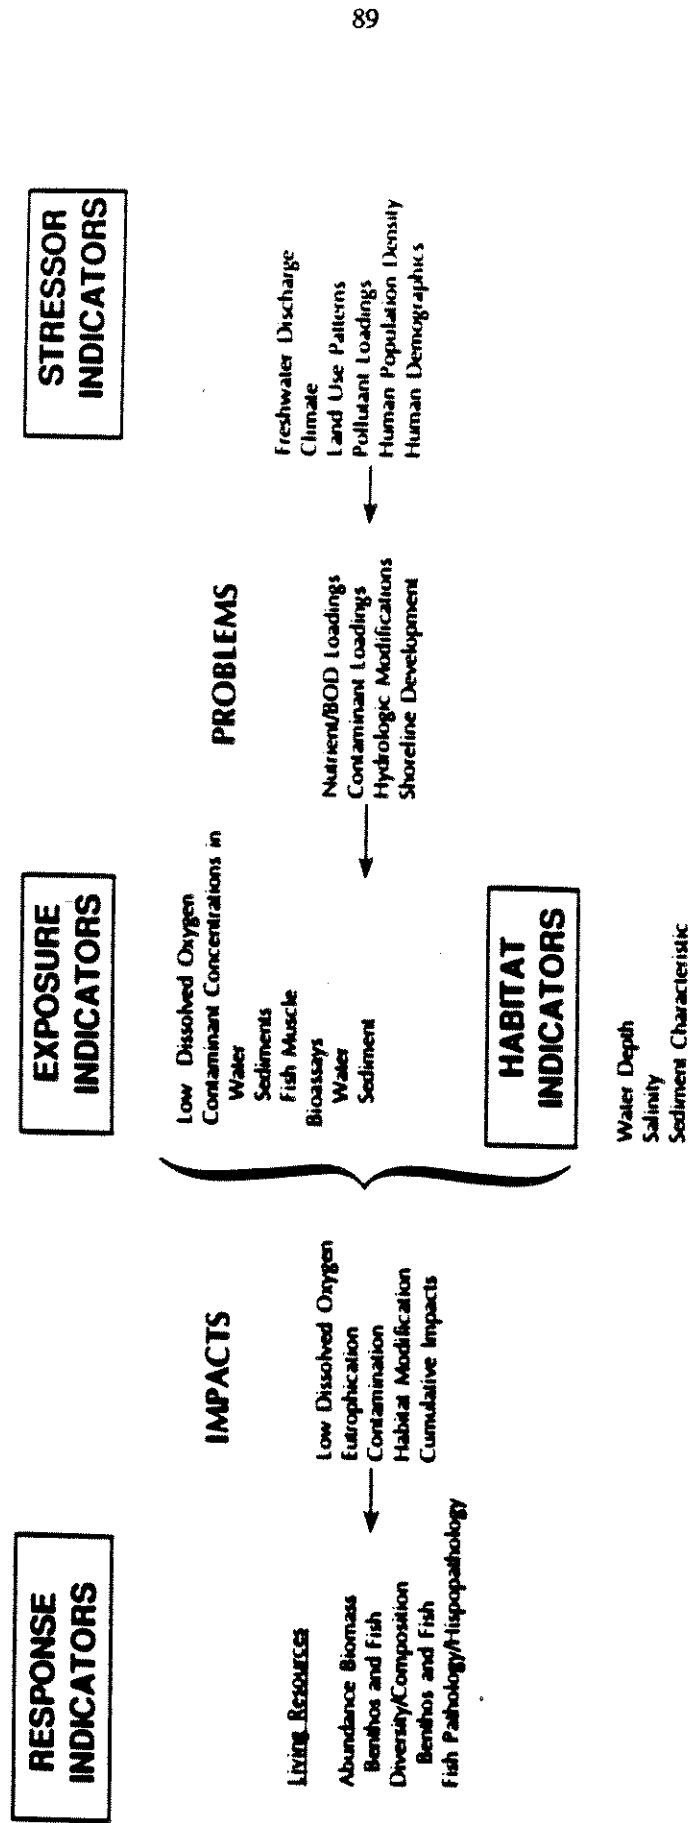 89
RESPONSE
INDICATORS
Living Resources
Abundance Biomass
Benthos and Fish
Diversity/Composition
Benthos and Fish
Fish Pathology/Hispopathology
IMPACTS
Low Dissolved Oxygen
Eutrophication
Contamination
Habitat Modification
Cumulative Impacts
EXPOSURE
INDICATORS
Low Dissolved Oxygen
Contaminant Concentrations in
Water
Sediments
Fish Muscle
Bioassays
Water
Sediment
HABITAT
INDICATORS
Water Depth
Salinity
Sediment Characteristic
PROBLEMS
Nutrient/BOD Loadings
Contaminant Loadings
Hydrologic Modifications
Shoreline Development
STRESSOR
INDICATORS
Freshwater Discharge
Climate
Land Use Patterns
Pollutant Loadings
Human Population Density
Human Demographics